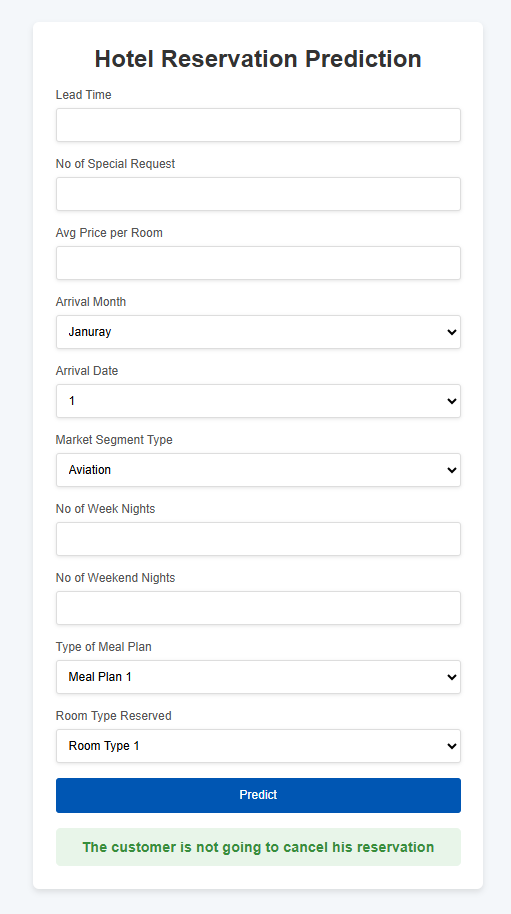 Hotel Reservation Prediction
Lead Time
No of Special Request
Avg Price per Room
Arrival Month
Januray
Arrival Date
1
Market Segment Type
Aviation
No of Week Nights
No of Weekend Nights
Type of Meal Plan
Meal Plan 1
Room Type Reserved
Room Type 1
Predict
The customer is not going to cancel his reservation